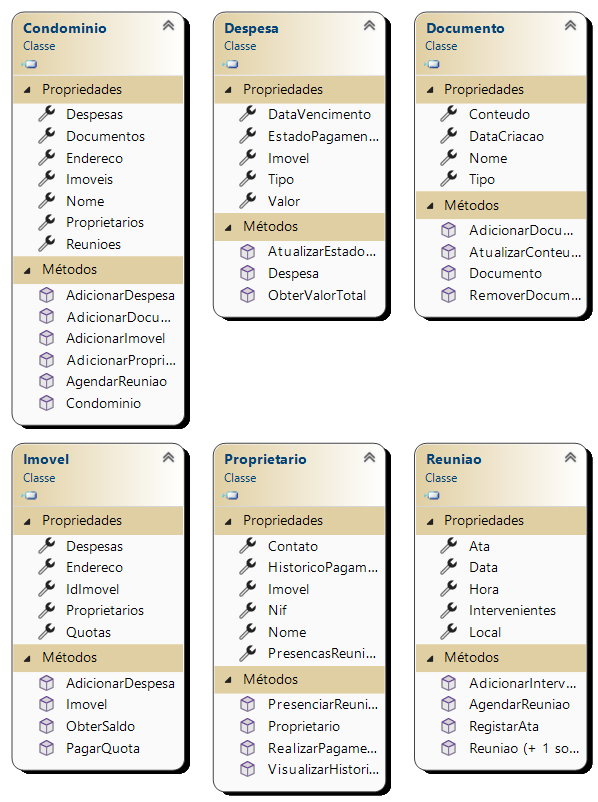 Condominio
Classe
Propriedades
Despesas
Documentos
Endereco
Imoveis
Nome
Proprietarios
Reunioes
Métodos
AdicionarDespesa
AdicionarDocu...
AdicionarImovel
AdicionarPropri...
AgendarReuniao
Condominio
Despesa
Classe
Propriedades
DataVencimento
EstadoPagamen...
Imovel
Tipo
Valor
Métodos
AtualizarEstado...
Despesa
ObterValorTotal
Documento
Classe
Propriedades
Conteudo
DataCriacao
Nome
Tipo
Métodos
AdicionarDocu...
AtualizarConteu...
Documento
RemoverDocum...
Imovel
Classe
Propriedades
Despesas
Endereco
IdImovel
Proprietarios
Quotas
Métodos
AdicionarDespesa
Imovel
ObterSaldo
PagarQuota
Proprietario
Classe
Propriedades
Contato
HistoricoPagam...
Imovel
Nif
Nome
PresencasReuni...
Métodos
PresenciarReuni...
Proprietario
RealizarPagame...
VisualizarHistori...
Reuniao
Classe
Propriedades
Ata
Data
Hora
Intervenientes
Local
Métodos
AdicionarInterv...
AgendarReuniao
RegistarAta
Reuniao (+ 1 so...